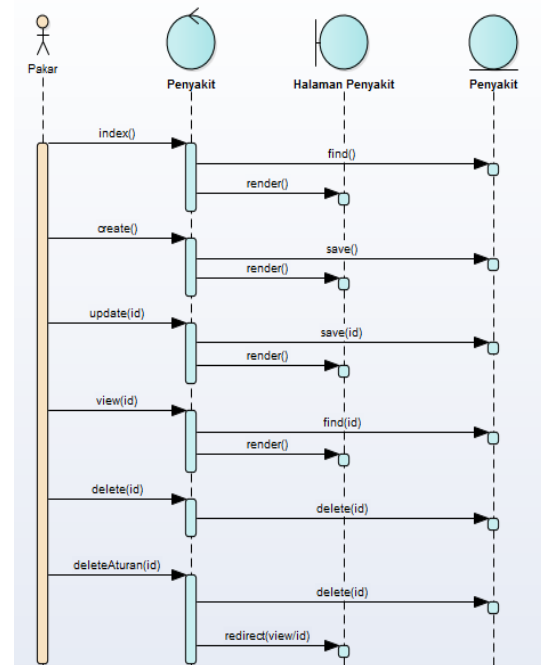 Pakar
Penyakit
Halaman Penyakit
Penyakit
index()
find()
render()
create()
save()
render()
update(id)
save(id)
render()
view(id)
find(id)
render()
delete(id)
delete(id)
deleteAturan(id)
delete(id)
redirect(view/id)